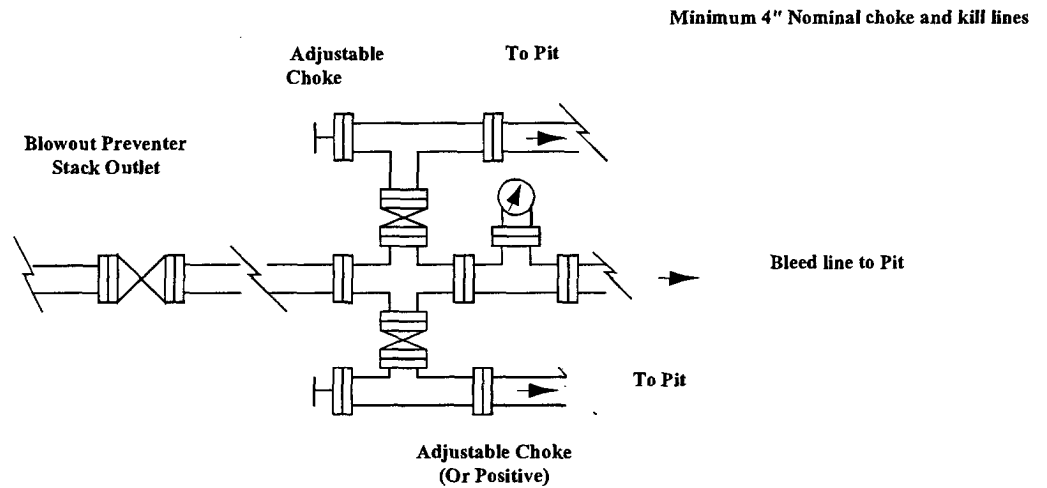 Minimum 4" Nominal choke and kill lines
Adjustable
Choke
To Pit
Blowout Preventer
Stack Outlet
Bleed line to Pit
To Pit
Adjustable Choke
(Or Positive)